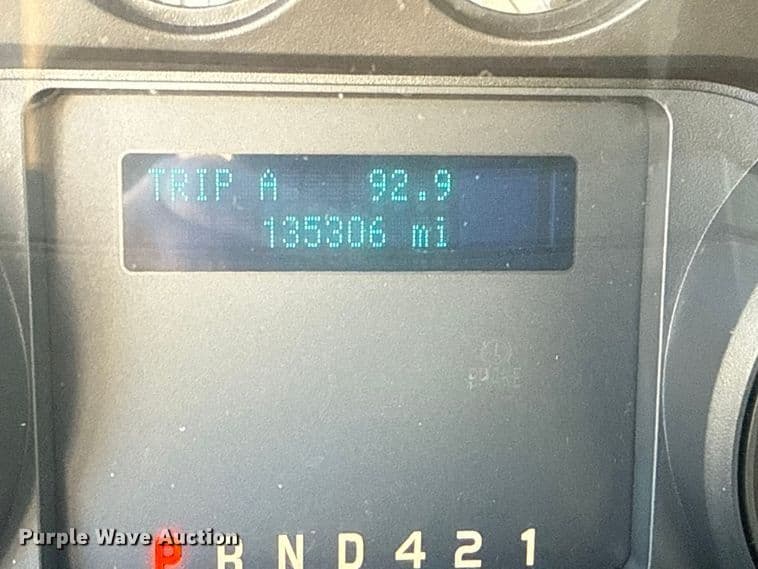 TRIP A 92.9
135306 mi
P R N D 4 2 1
Purple Wave Auction